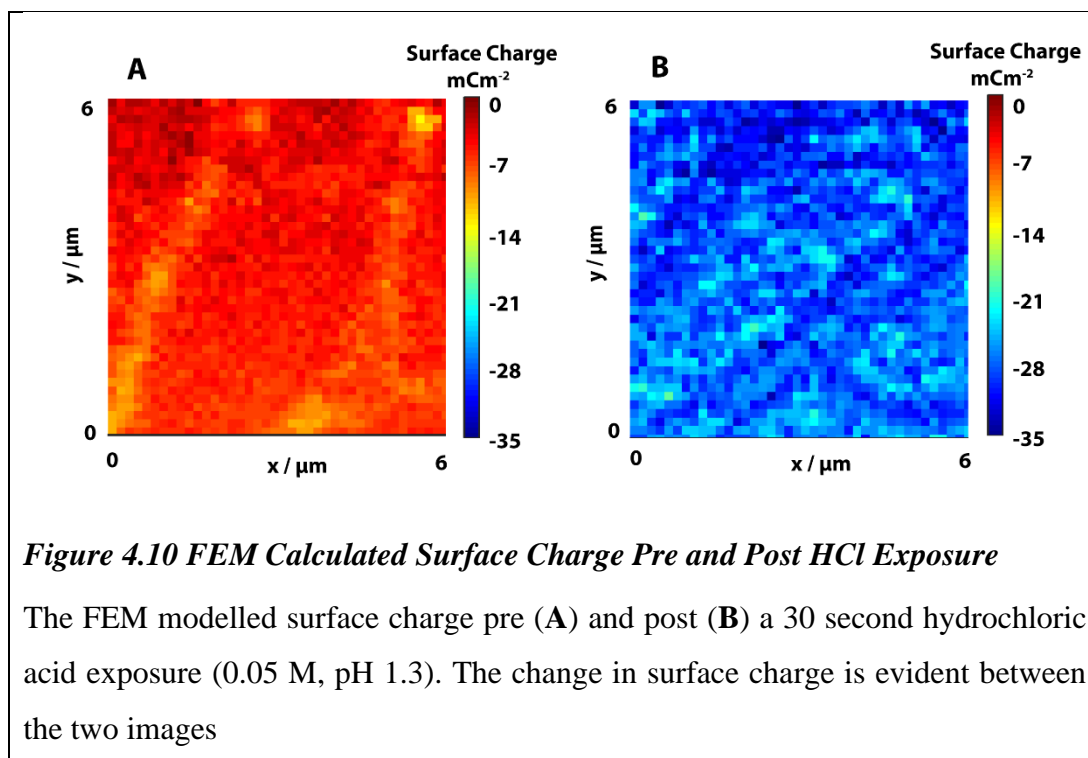 A
Surface Charge
mCm⁻²
6
y / µm
0
0
6
x / µm
0
-7
-14
-21
-28
-35
B
Surface Charge
mCm⁻²
6
y / µm
0
0
6
x / µm
0
-7
-14
-21
-28
-35
Figure 4.10 FEM Calculated Surface Charge Pre and Post HCl Exposure
The FEM modelled surface charge pre (A) and post (B) a 30 second hydrochloric
acid exposure (0.05 M, pH 1.3). The change in surface charge is evident between
the two images